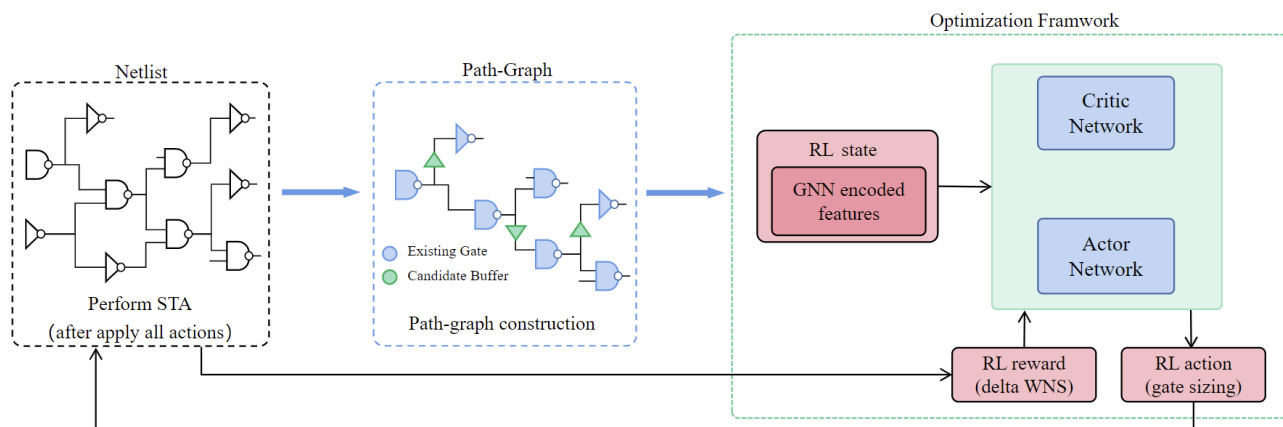 Optimization Framwork
Netlist
Path-Graph
Critic
Network
RL state
GNN encoded
features
Existing Gate
Candidate Buffer
Actor
Network
Perform STA
(after apply all actions)
Path-graph construction
RL reward
(delta WNS)
RL action
(gate sizing)